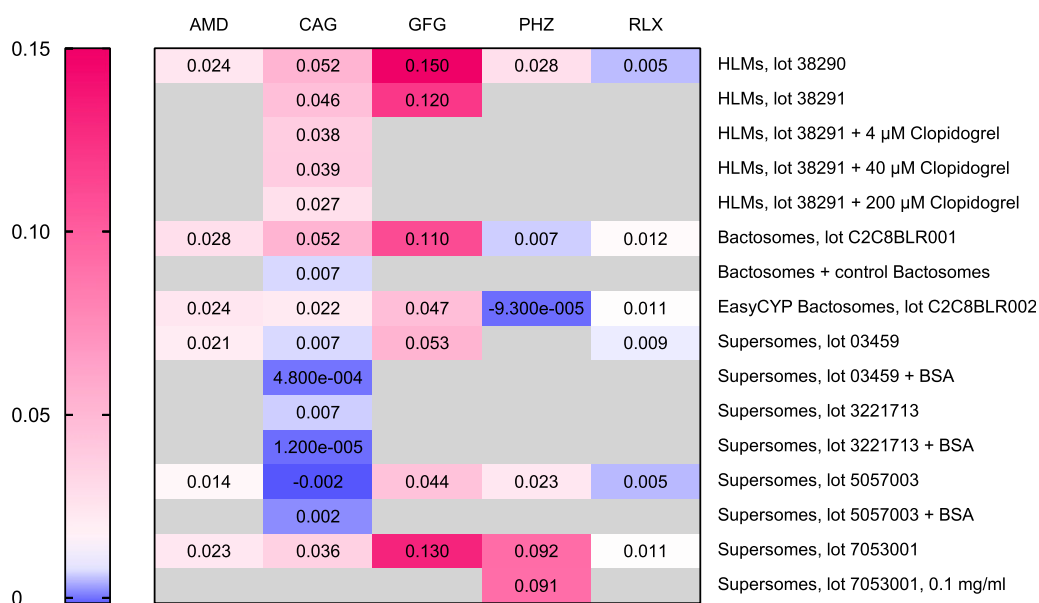 AMD CAG GFG PHZ RLX
0.15
0.024 0.052 0.150 0.028 0.005 HLMs, lot 38290
0.046 0.120 HLMs, lot 38291
0.038 HLMs, lot 38291 + 4 μM Clopidogrel
0.039 HLMs, lot 38291 + 40 μM Clopidogrel
0.027 HLMs, lot 38291 + 200 μM Clopidogrel
0.10
0.028 0.052 0.110 0.007 0.012 Bactosomes, lot C2C8BLR001
0.007 Bactosomes + control Bactosomes
0.024 0.022 0.047 -9.300e-005 0.011 EasyCYP Bactosomes, lot C2C8BLR002
0.021 0.007 0.053 0.009 Supersomes, lot 03459
4.800e-004 Supersomes, lot 03459 + BSA
0.05
0.007 Supersomes, lot 3221713
1.200e-005 Supersomes, lot 3221713 + BSA
0.014 -0.002 0.044 0.023 0.005 Supersomes, lot 5057003
0.002 Supersomes, lot 5057003 + BSA
0.023 0.036 0.130 0.092 0.011 Supersomes, lot 7053001
0.091 Supersomes, lot 7053001, 0.1 mg/ml
0